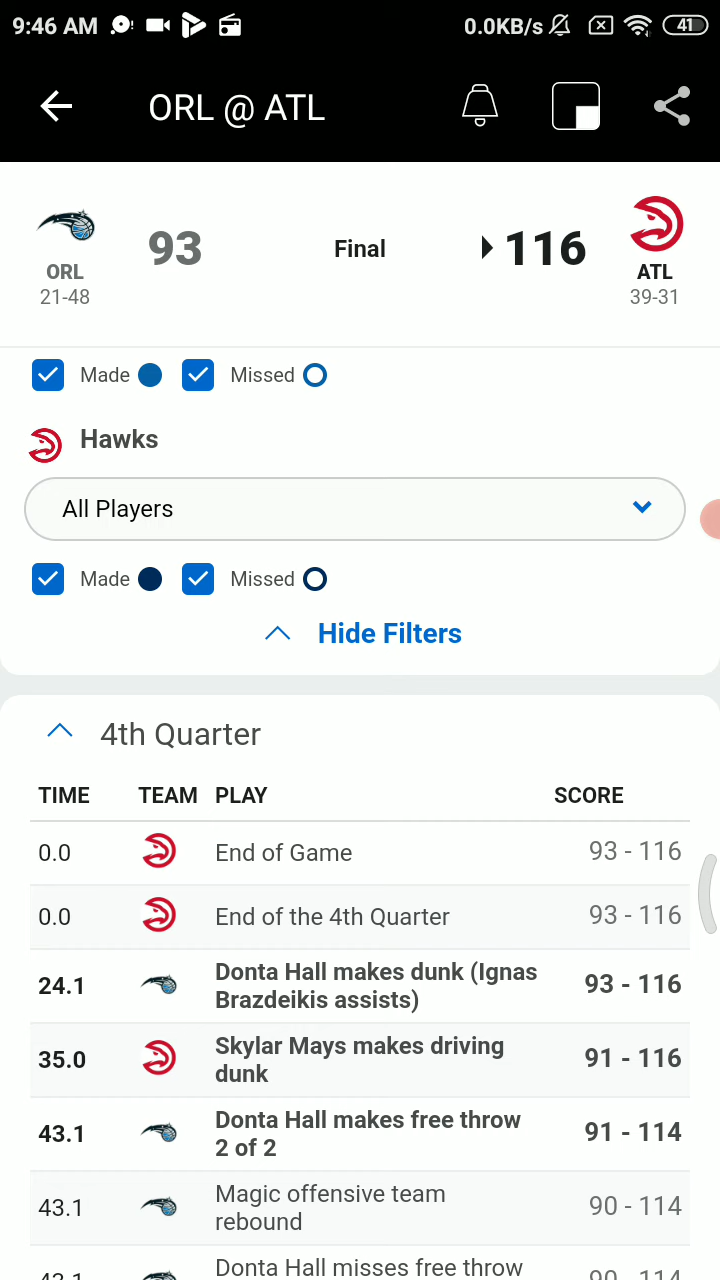 9:46 AM 0.0KB/s 41
ORL @ ATL
93 Final 116
ORL ATL
21-48 39-31
Made Missed
Hawks
All Players
Made Missed
Hide Filters
4th Quarter
TIME TEAM PLAY SCORE
0.0 End of Game 93 - 116
0.0 End of the 4th Quarter 93 - 116
24.1 Donta Hall makes dunk (Ignas 93 - 116
Brazdeikis assists)
35.0 Skylar Mays makes driving 91 - 116
dunk
43.1 Donta Hall makes free throw 91 - 114
2 of 2
43.1 Magic offensive team 90 - 114
rebound
43.1 Donta Hall misses free throw 90 - 114